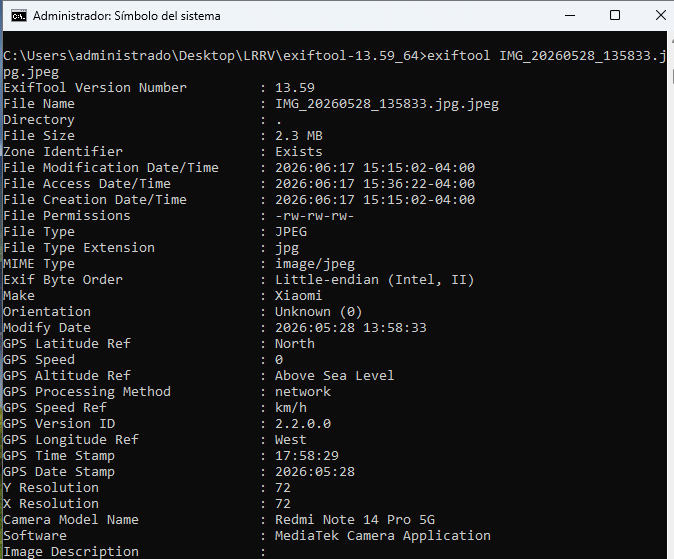 Administrador: Símbolo del sistema
C:\Users\administrado\Desktop\LRRV\exiftool-13.59_64>exiftool IMG_20260528_135833.j
pg.jpeg
ExifTool Version Number         : 13.59
File Name                       : IMG_20260528_135833.jpg.jpeg
Directory                       : .
File Size                       : 2.3 MB
Zone Identifier                 : Exists
File Modification Date/Time     : 2026:06:17 15:15:02-04:00
File Access Date/Time           : 2026:06:17 15:36:22-04:00
File Creation Date/Time         : 2026:06:17 15:15:02-04:00
File Permissions                : -rw-rw-rw-
File Type                       : JPEG
File Type Extension             : jpg
MIME Type                       : image/jpeg
Exif Byte Order                 : Little-endian (Intel, II)
Make                            : Xiaomi
Orientation                     : Unknown (0)
Modify Date                     : 2026:05:28 13:58:33
GPS Latitude Ref                : North
GPS Speed                       : 0
GPS Altitude Ref                : Above Sea Level
GPS Processing Method           : network
GPS Speed Ref                   : km/h
GPS Version ID                  : 2.2.0.0
GPS Longitude Ref               : West
GPS Time Stamp                  : 17:58:29
GPS Date Stamp                  : 2026:05:28
Y Resolution                    : 72
X Resolution                    : 72
Camera Model Name               : Redmi Note 14 Pro 5G
Software                        : MediaTek Camera Application
Image Description               :